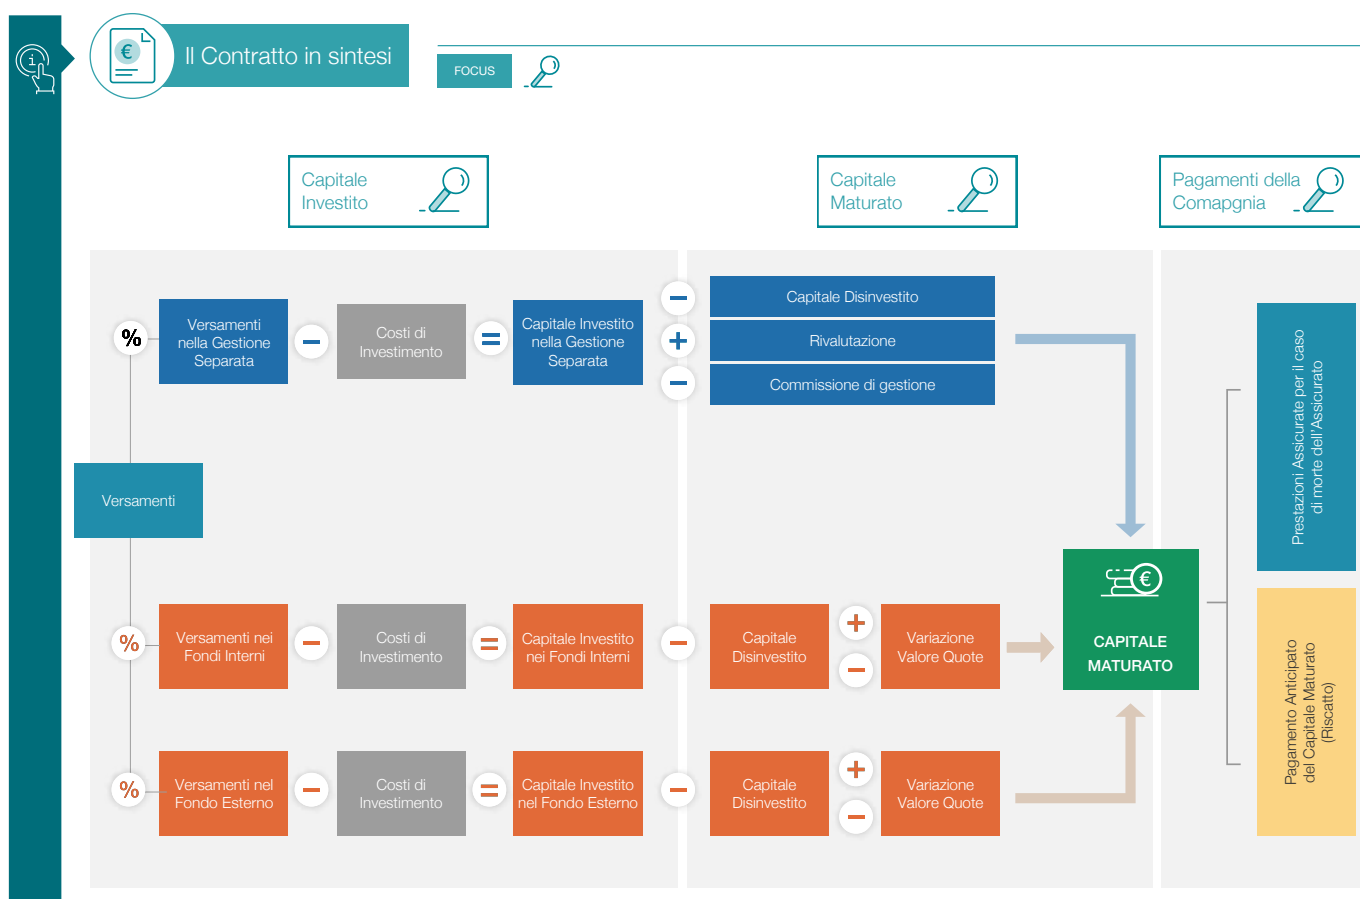 Il Contratto in sintesi
FOCUS
Capitale
Investito
Capitale
Maturato
Pagamenti della
Comapgnia
%
Versamenti
nella Gestione
Separata
−
Costi di
Investimento
=
Capitale Investito
nella Gestione
Separata
−
+
−
Capitale Disinvestito
Rivalutazione
Commissione di gestione
Versamenti
%
Versamenti nei
Fondi Interni
−
Costi di
Investimento
=
Capitale Investito
nei Fondi Interni
−
Capitale
Disinvestito
+
−
Variazione
Valore Quote
%
Versamenti nel
Fondo Esterno
−
Costi di
Investimento
=
Capitale Investito
nel Fondo Esterno
−
Capitale
Disinvestito
+
−
Variazione
Valore Quote
€
CAPITALE
MATURATO
Prestazioni Assicurate per il caso
di morte dell'Assicurato
Pagamento Anticipato
del Capitale Maturato
(Riscatto)